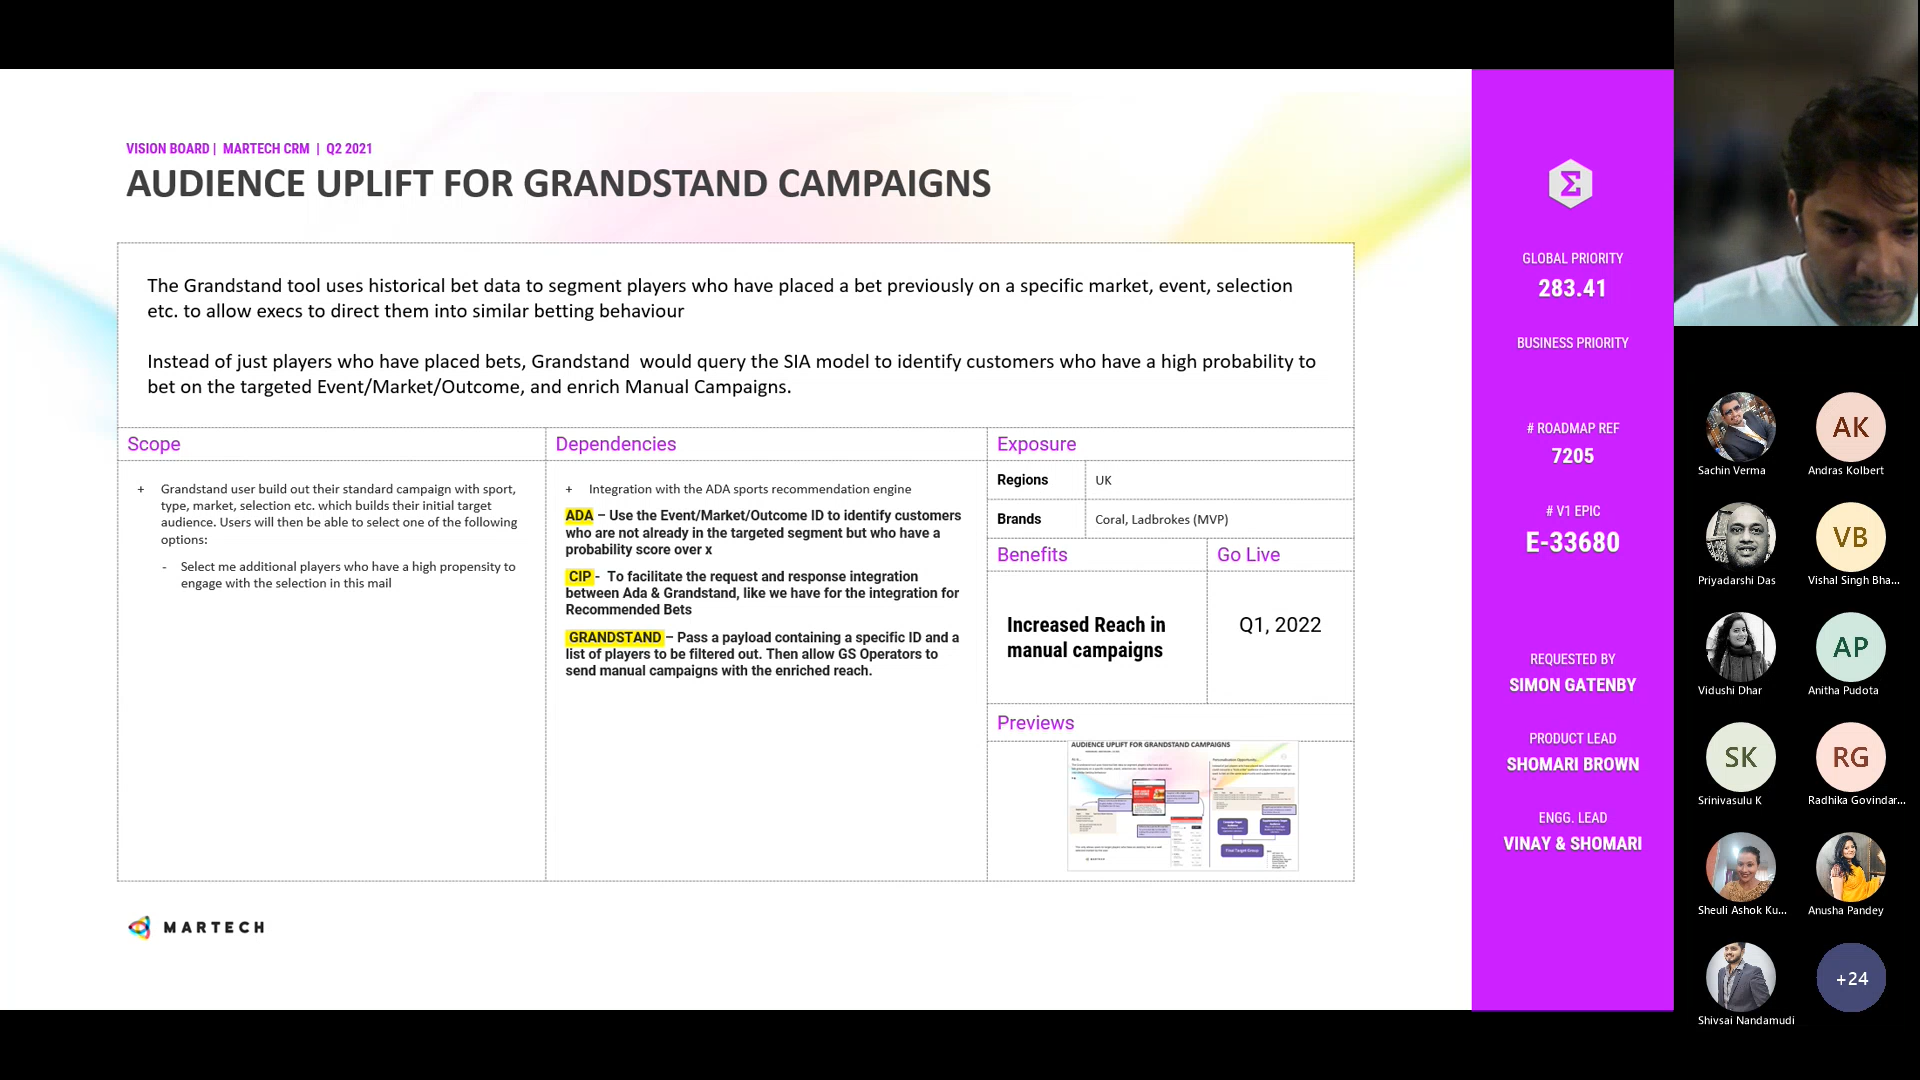 VISION BOARD | MARTECH CRM | Q2 2021
AUDIENCE UPLIFT FOR GRANDSTAND CAMPAIGNS
The Grandstand tool uses historical bet data to segment players who have placed a bet previously on a specific market, event, selection
etc. to allow execs to direct them into similar betting behaviour
Instead of just players who have placed bets, Grandstand would query the SIA model to identify customers who have a high probability to
bet on the targeted Event/Market/Outcome, and enrich Manual Campaigns.
Scope
+ Grandstand user build out their standard campaign with sport,
type, market, selection etc. which builds their initial target
audience. Users will then be able to select one of the following
options:
- Select me additional players who have a high propensity to
engage with the selection in this mail
Dependencies
+ Integration with the ADA sports recommendation engine
ADA – Use the Event/Market/Outcome ID to identify customers
who are not already in the targeted segment but who have a
probability score over x
CIP - To facilitate the request and response integration
between Ada & Grandstand, like we have for the integration for
Recommended Bets
GRANDSTAND – Pass a payload containing a specific ID and a
list of players to be filtered out. Then allow GS Operators to
send manual campaigns with the enriched reach.
Exposure
Regions UK
Brands Coral, Ladbrokes (MVP)
Benefits
Increased Reach in
manual campaigns
Go Live
Q1, 2022
Previews
AUDIENCE UPLIFT FOR GRANDSTAND CAMPAIGNS
MARTECH
Σ
GLOBAL PRIORITY
283.41
BUSINESS PRIORITY
# ROADMAP REF
7205
# V1 EPIC
E-33680
REQUESTED BY
SIMON GATENBY
PRODUCT LEAD
SHOMARI BROWN
ENGG. LEAD
VINAY & SHOMARI
Sachin Verma
AK
Andras Kolbert
Priyadarshi Das
VB
Vishal Singh Bha...
Vidushi Dhar
AP
Anitha Pudota
SK
Srinivasulu K
RG
Radhika Govindar...
Sheuli Ashok Ku...
Anusha Pandey
Shivsai Nandamudi
+24